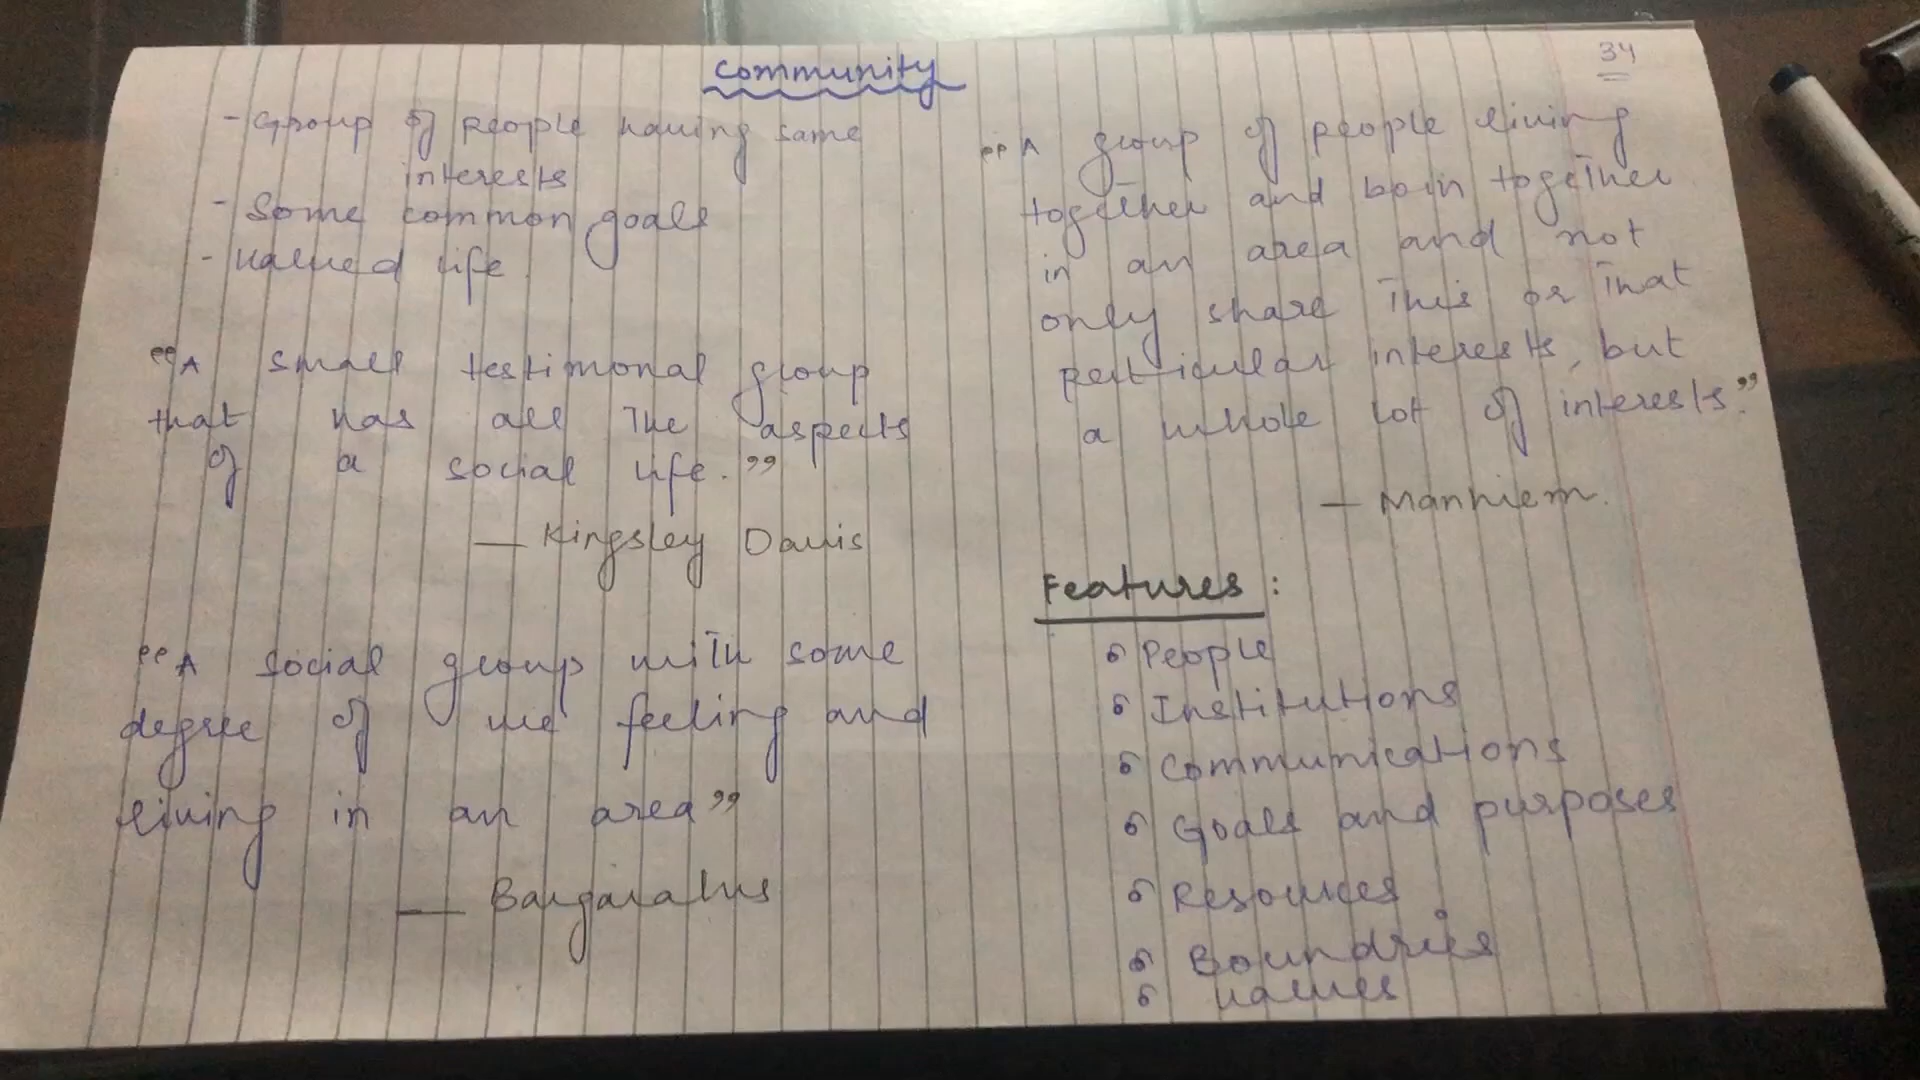 Community
34
- Group of people having same
interests
- Some common goals
- Valued life.
"A small testimonal group
that has all the aspects
of a social life."
— Kingsley Davis
"A social group with some
degree of we feeling and
living in an area"
— Bargaratus
"A group of people living
together and born together
in an area and not
only share this or that
perticular interests, but
a whole lot of interests."
— Manhiem.
Features:
People
Institutions
Communications
Goals and purposes
Resources
Boundries
Values